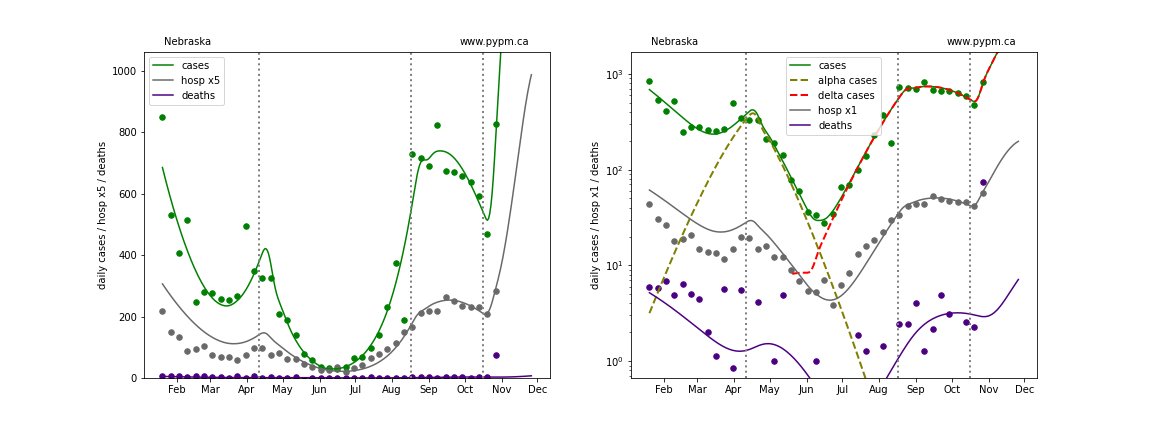 Nebraska www.pypm.ca
cases
hosp x5
deaths
daily cases / hosp x5 / deaths
1000
800
600
400
200
0
Feb Mar Apr May Jun Jul Aug Sep Oct Nov Dec
Nebraska www.pypm.ca
cases
alpha cases
delta cases
hosp x1
deaths
daily cases / hosp x1 / deaths
10³
10²
10¹
10⁰
Feb Mar Apr May Jun Jul Aug Sep Oct Nov Dec